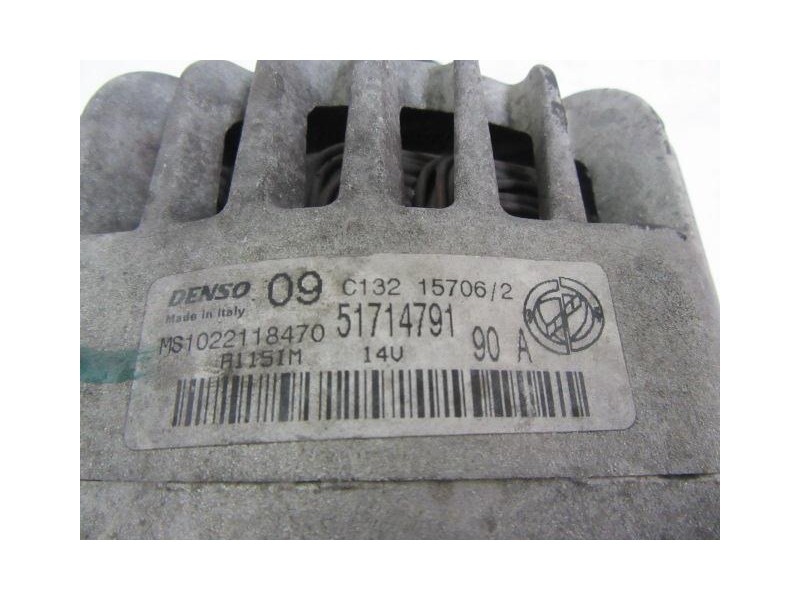 DENSO 09 C132 15706/2
Made in Italy
MS1022118470 51714791
A115IM 14V 90 A